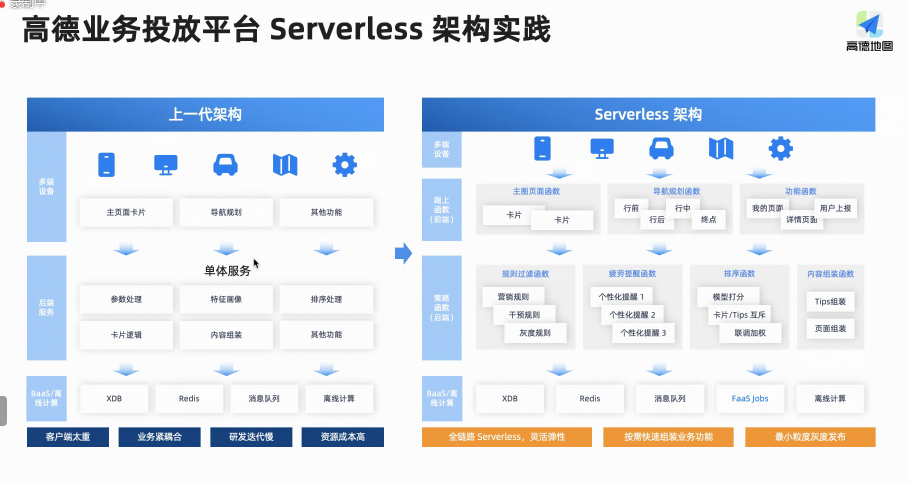 高德业务投放平台 Serverless 架构实践
高德地图
上一代架构
多端
设备
主页面卡片
导航规划
其他功能
后端
服务
单体服务
参数处理
特征画像
排序处理
卡片逻辑
内容组装
其他功能
BaaS/离
线计算
XDB
Redis
消息队列
离线计算
客户端太重
业务紧耦合
研发迭代慢
资源成本高
Serverless 架构
多端
设备
端上
函数
(前端)
主图页面函数
卡片
卡片
导航规划函数
行前
行中
行后
终点
功能函数
我的页面
用户上报
详情页面
策略
函数
(后端)
规则过滤函数
营销规则
干预规则
灰度规则
疲劳提醒函数
个性化提醒 1
个性化提醒 2
个性化提醒 3
排序函数
模型打分
卡片/Tips 互斥
联调加权
内容组装函数
Tips组装
页面组装
BaaS/离
线计算
XDB
Redis
消息队列
FaaS Jobs
离线计算
全链路 Serverless，灵活弹性
按需快速组装业务功能
最小粒度灰度发布